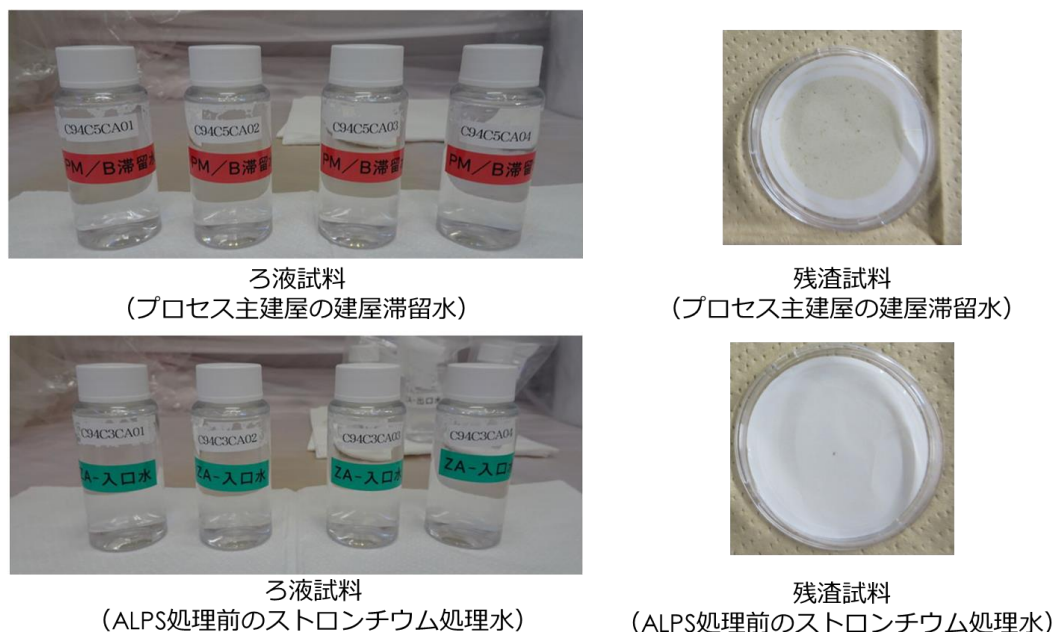 C94C5CA01
C94C5CA02
C94C5CA03
C94C5CA04
PM/B滞留
PM/B滞留
PM/B滞留
PM/B滞留
ろ液試料
(プロセス主建屋の建屋滞留水)
残渣試料
(プロセス主建屋の建屋滞留水)
C94C3CA01
C94C3CA02
C94C3CA03
C94C3CA04
ZA-入口水
ZA-入口水
ZA-入口水
ZA-入口
ろ液試料
(ALPS処理前のストロンチウム処理水)
残渣試料
(ALPS処理前のストロンチウム処理水)